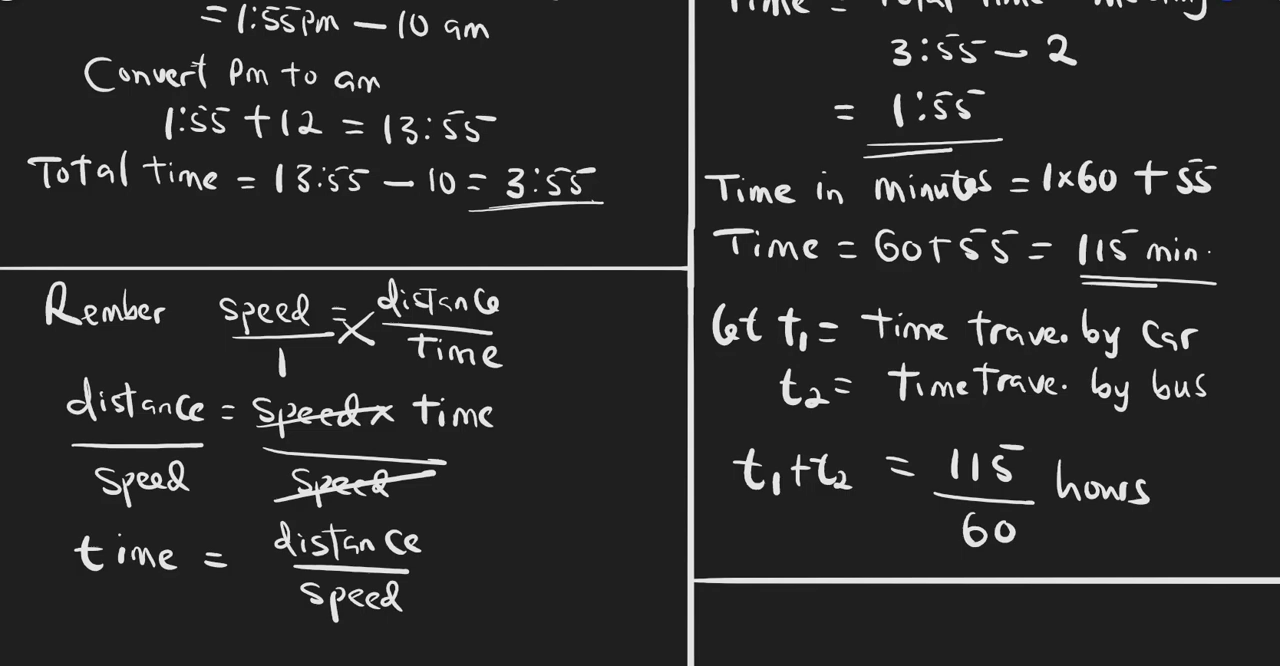 = 1:55 Pm — 10 am
Convert Pm to am
1:55 + 12 = 13:55
Total time = 13:55 - 10 = 3:55
Rember speed/1 = distance/time
distance/speed = speed x time/speed
time = distance/speed
3:55 - 2
= 1:55
Time in minutes = 1x60 + 55
Time = 60+55 = 115 min.
let t1 = time trave. by car
t2 = Time Trave. by bus
t1+t2 = 115/60 hours